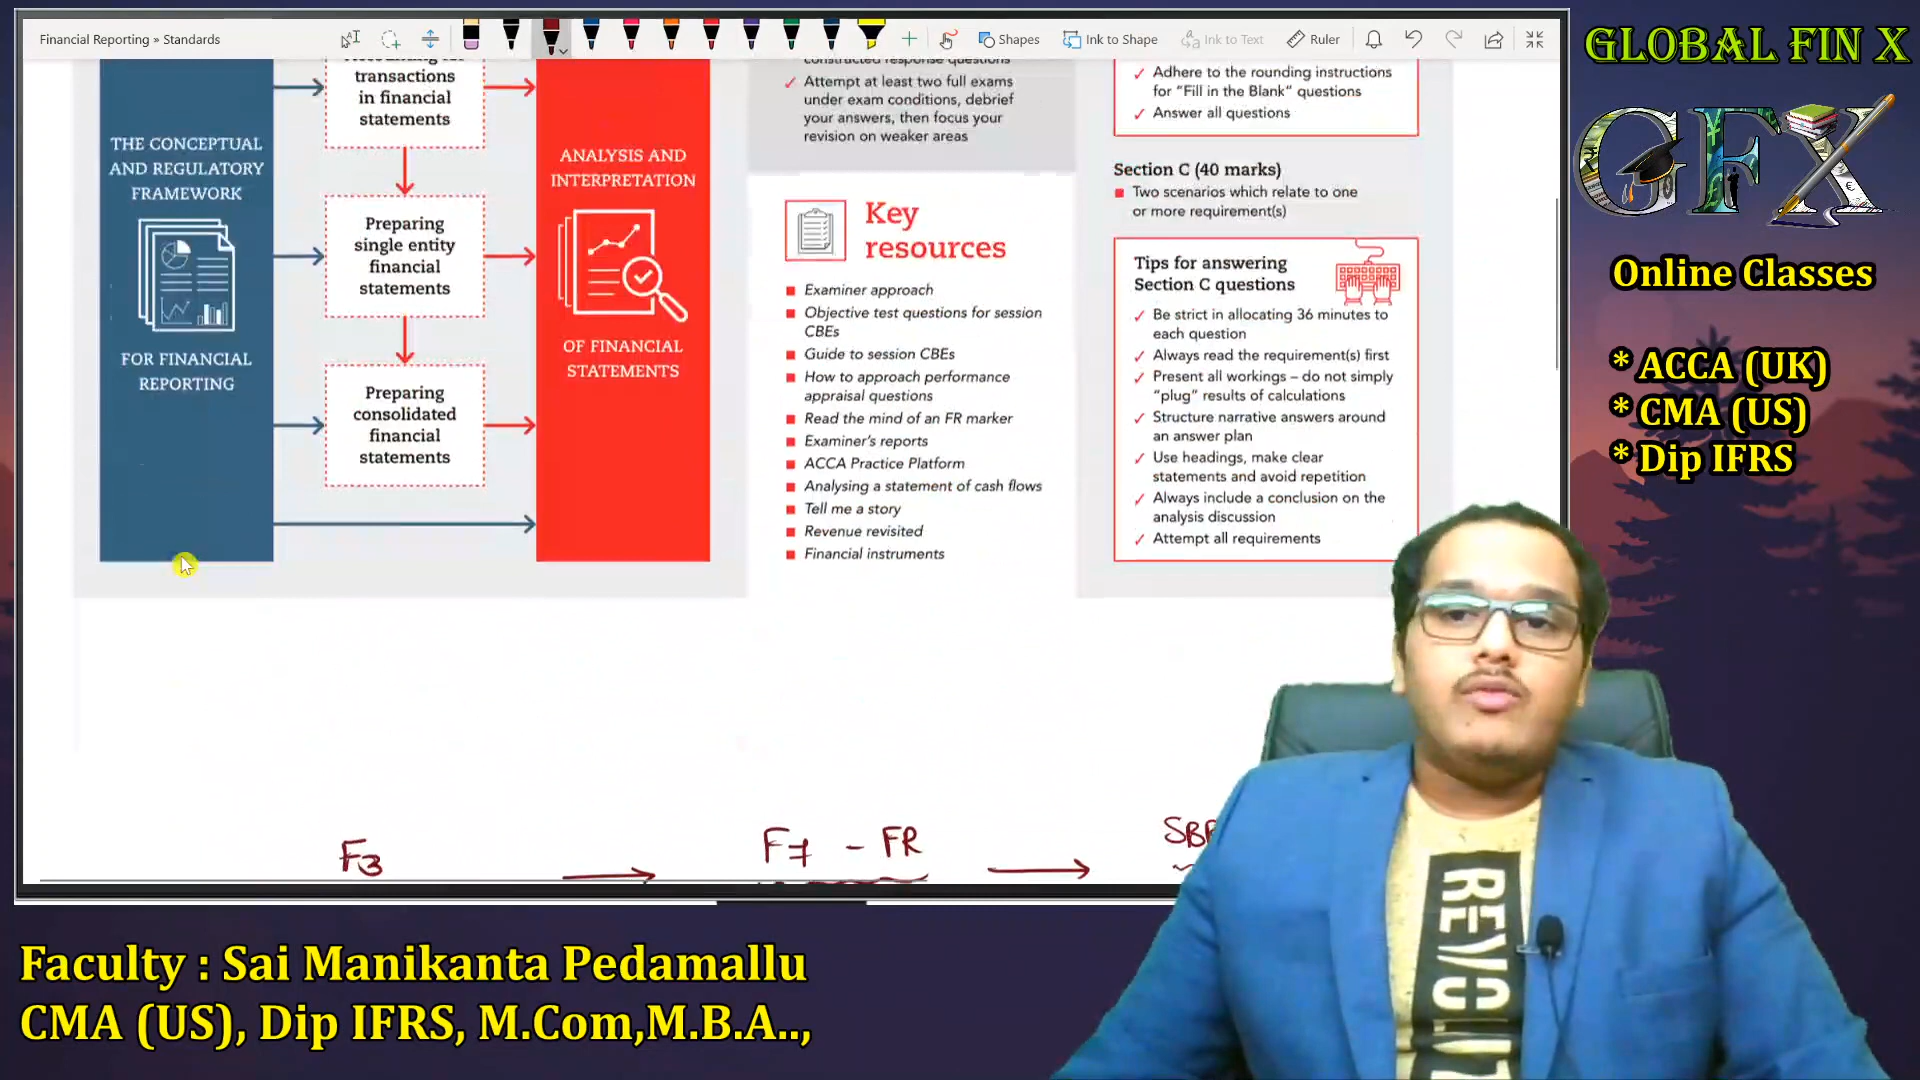 Financial Reporting » Standards
Shapes
Ink to Shape
Ink to Text
Ruler
transactions
in financial
statements
THE CONCEPTUAL
AND REGULATORY
FRAMEWORK
FOR FINANCIAL
REPORTING
Preparing
single entity
financial
statements
Preparing
consolidated
financial
statements
ANALYSIS AND
INTERPRETATION
OF FINANCIAL
STATEMENTS
constructed response questions
✓ Attempt at least two full exams
under exam conditions, debrief
your answers, then focus your
revision on weaker areas
Key
resources
Examiner approach
Objective test questions for session
CBEs
Guide to session CBEs
How to approach performance
appraisal questions
Read the mind of an FR marker
Examiner's reports
ACCA Practice Platform
Analysing a statement of cash flows
Tell me a story
Revenue revisited
Financial instruments
✓ Adhere to the rounding instructions
for “Fill in the Blank” questions
✓ Answer all questions
Section C (40 marks)
Two scenarios which relate to one
or more requirement(s)
Tips for answering
Section C questions
✓ Be strict in allocating 36 minutes to
each question
✓ Always read the requirement(s) first
✓ Present all workings – do not simply
“plug” results of calculations
✓ Structure narrative answers around
an answer plan
✓ Use headings, make clear
statements and avoid repetition
✓ Always include a conclusion on the
analysis discussion
✓ Attempt all requirements
F3
F7 - FR
GLOBAL FIN X
GFX
Online Classes
* ACCA (UK)
* CMA (US)
* Dip IFRS
Faculty : Sai Manikanta Pedamallu
CMA (US), Dip IFRS, M.Com,M.B.A..,